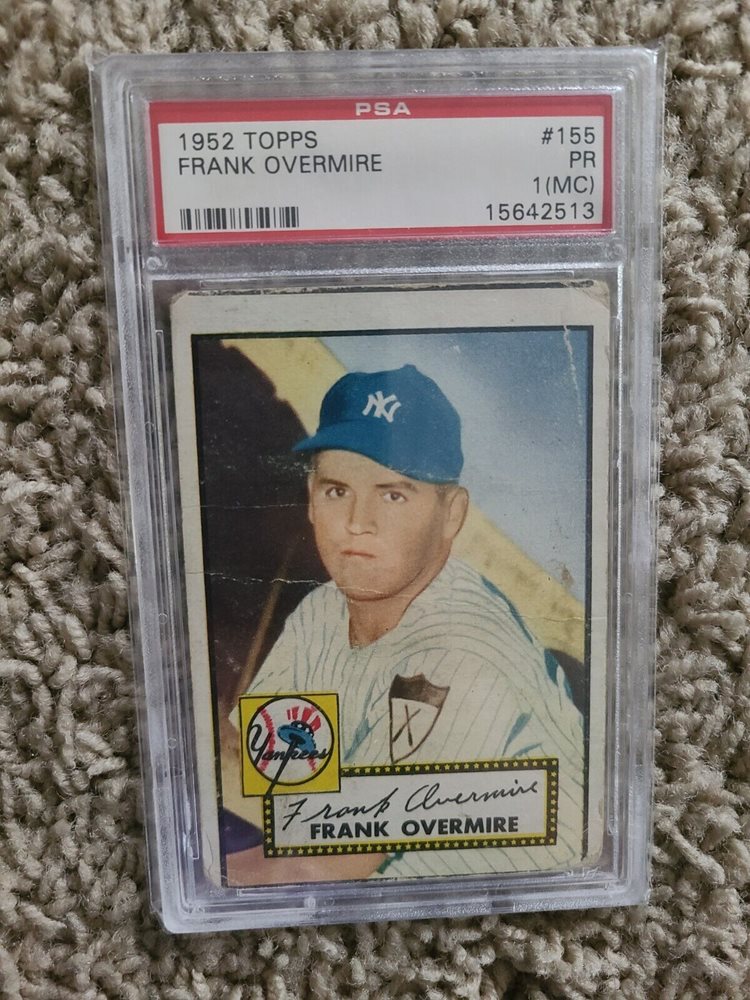 PSA
1952 TOPPS #155
FRANK OVERMIRE PR
1(MC)
15642513
NY
Yankees
Frank Overmire
FRANK OVERMIRE